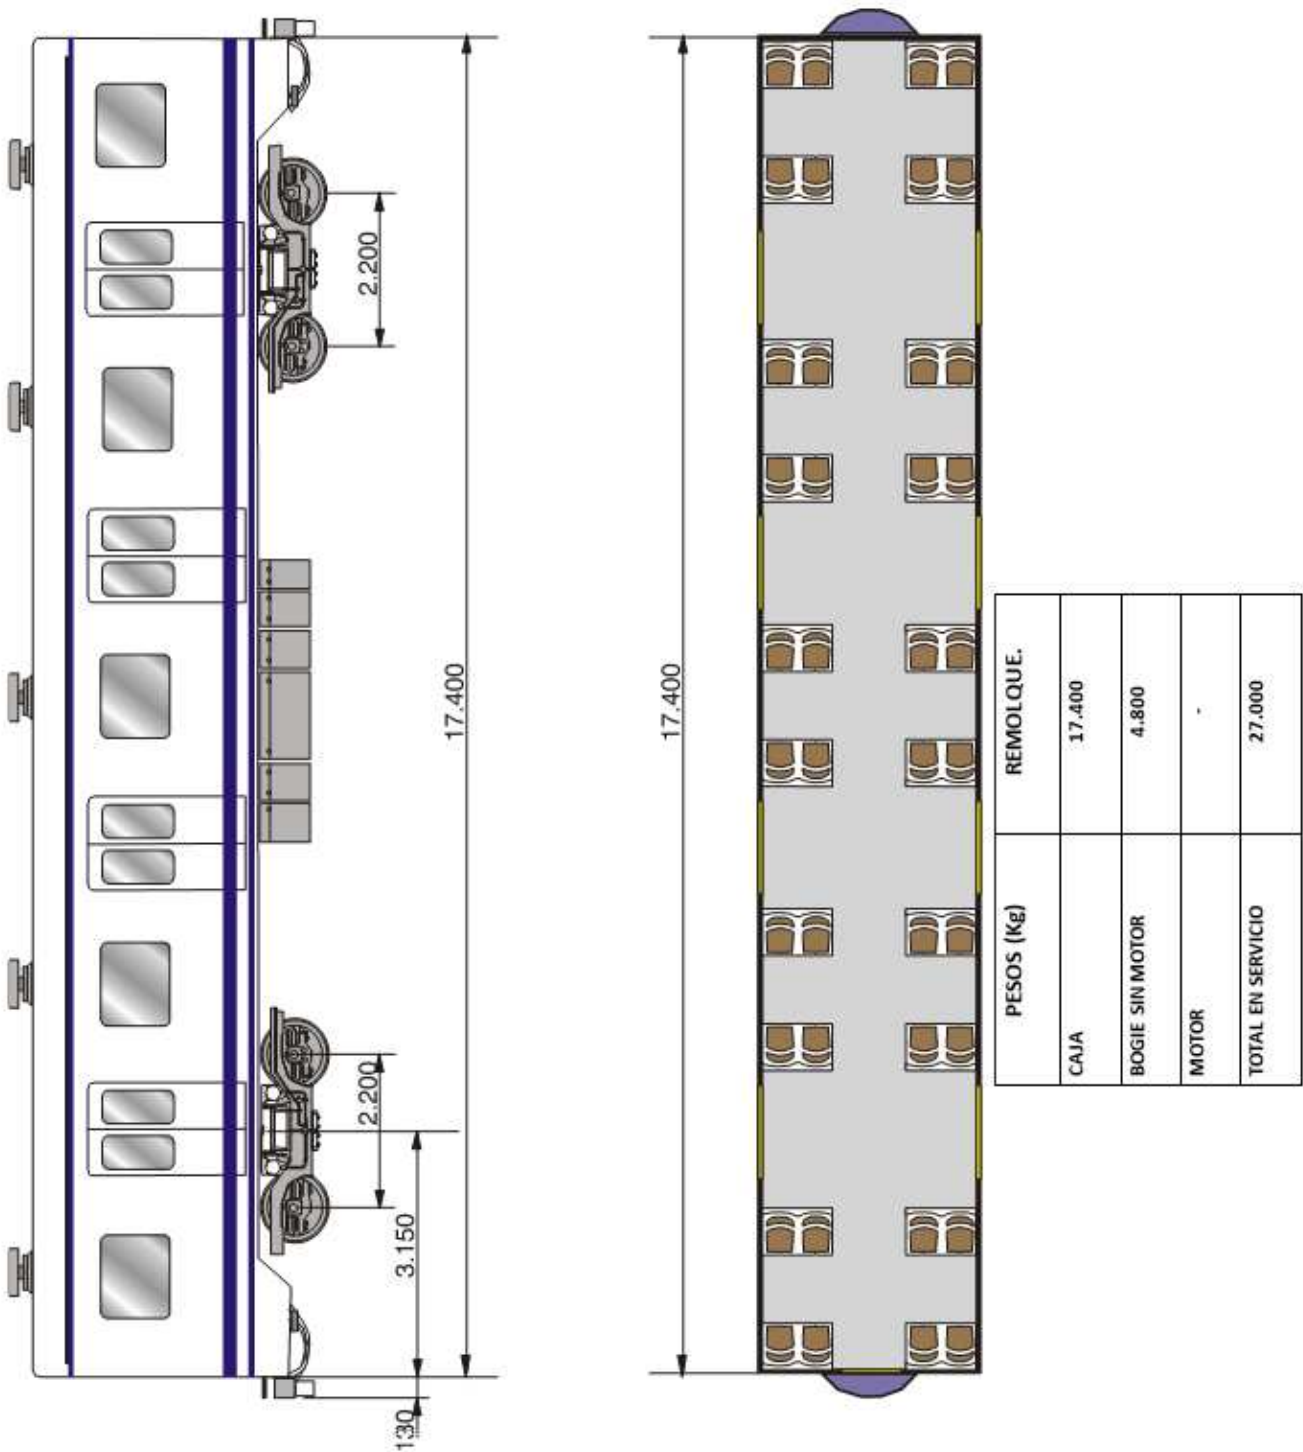 2.200
2.200
3.150
130
17.400
17.400
PESOS (Kg) REMOLQUE.
CAJA 17.400
BOGIE SIN MOTOR 4.800
MOTOR -
TOTAL EN SERVICIO 27.000